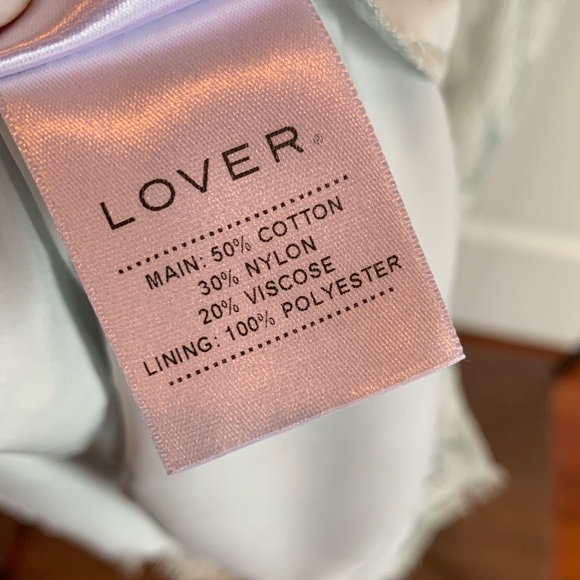 LOVER®
MAIN: 50% COTTON
30% NYLON
20% VISCOSE
LINING: 100% POLYESTER